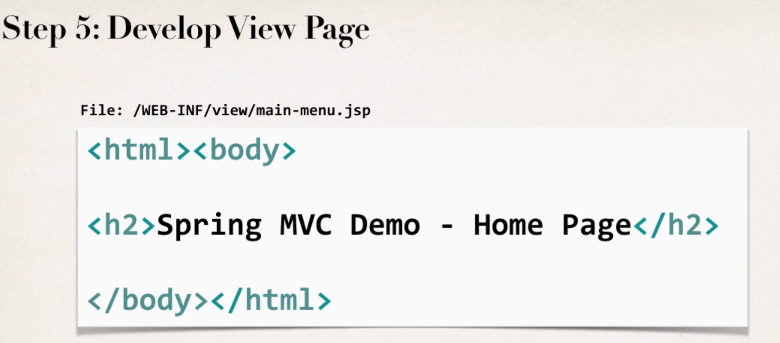 Step 5: Develop View Page
File: /WEB-INF/view/main-menu.jsp
<html><body>
<h2>Spring MVC Demo - Home Page</h2>
</body></html>